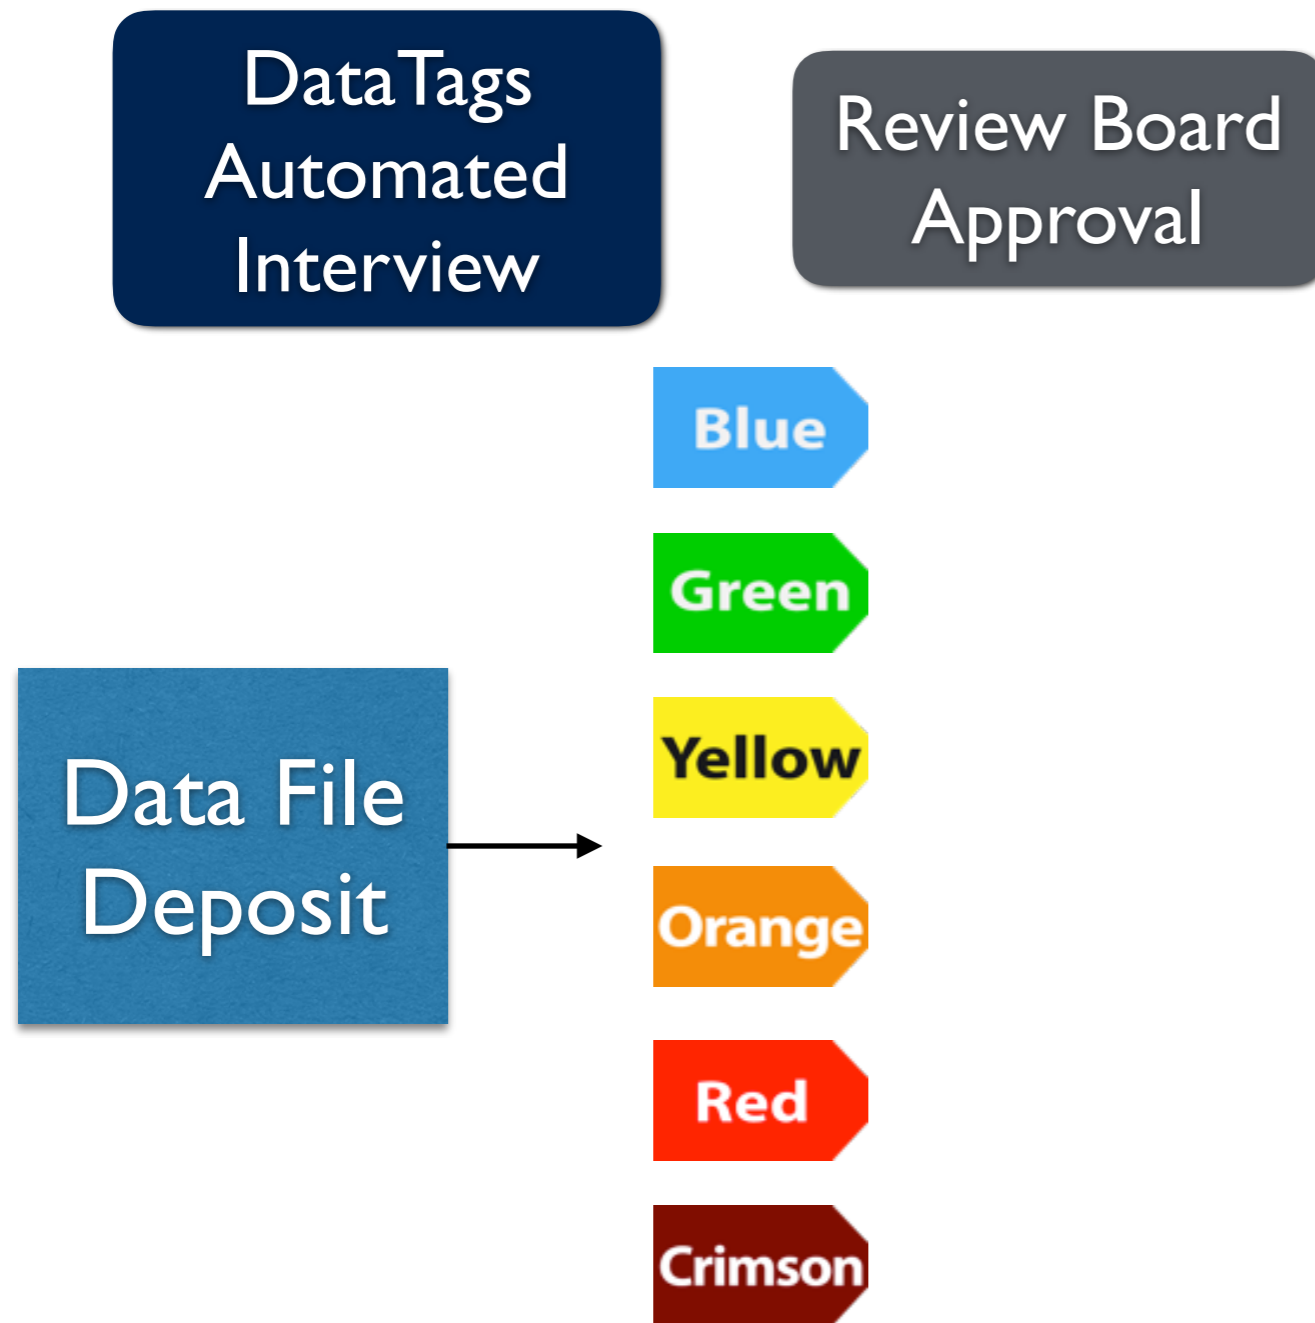 DataTags
Automated
Interview
Review Board
Approval
Blue
Green
Yellow
Data File
Deposit
Orange
Red
Crimson